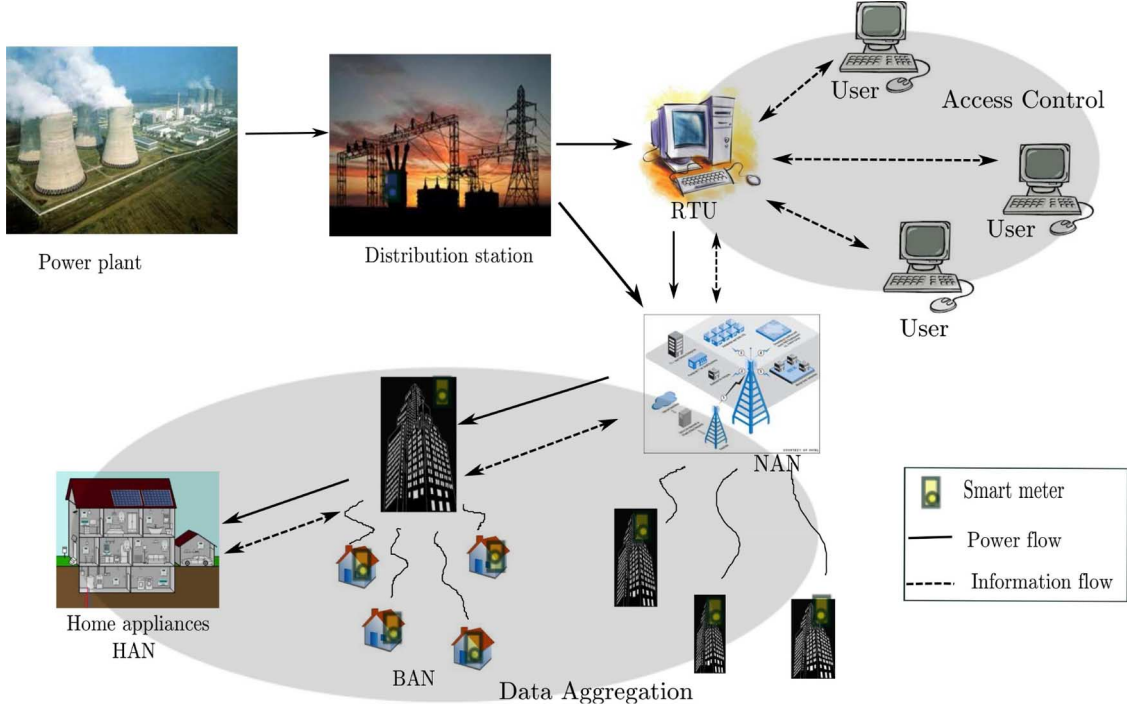 User
Access Control
User
RTU
Power plant
Distribution station
User
NAN
Smart meter
Power flow
Information flow
Home appliances
HAN
BAN
Data Aggregation